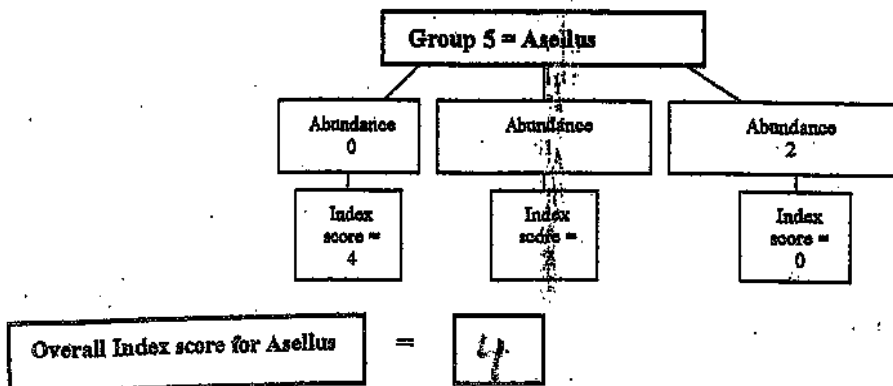 Group 5 = Asellus
Abundance
0
Abundance
1
Abundance
2
Index
score =
4
Index
score =
Index
score =
0
Overall Index score for Asellus = 4